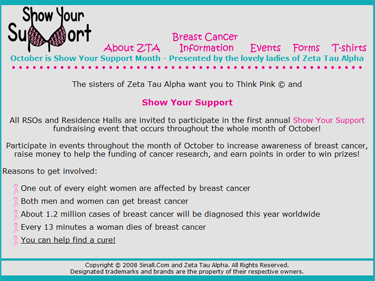 Show Your
Support
About ZTA
Breast Cancer
Information
Events
Forms
T-shirts
October is Show Your Support Month - Presented by the lovely ladies of Zeta Tau Alpha
The sisters of Zeta Tau Alpha want you to Think Pink © and
Show Your Support
All RSOs and Residence Halls are invited to participate in the first annual Show Your Support
fundraising event that occurs throughout the whole month of October!
Participate in events throughout the month of October to increase awareness of breast cancer,
raise money to help the funding of cancer research, and earn points in order to win prizes!
Reasons to get involved:
One out of every eight women are affected by breast cancer
Both men and women can get breast cancer
About 1.2 million cases of breast cancer will be diagnosed this year worldwide
Every 13 minutes a woman dies of breast cancer
You can help find a cure!
Copyright © 2008 5inall.Com and Zeta Tau Alpha. All Rights Reserved.
Designated trademarks and brands are the property of their respective owners.